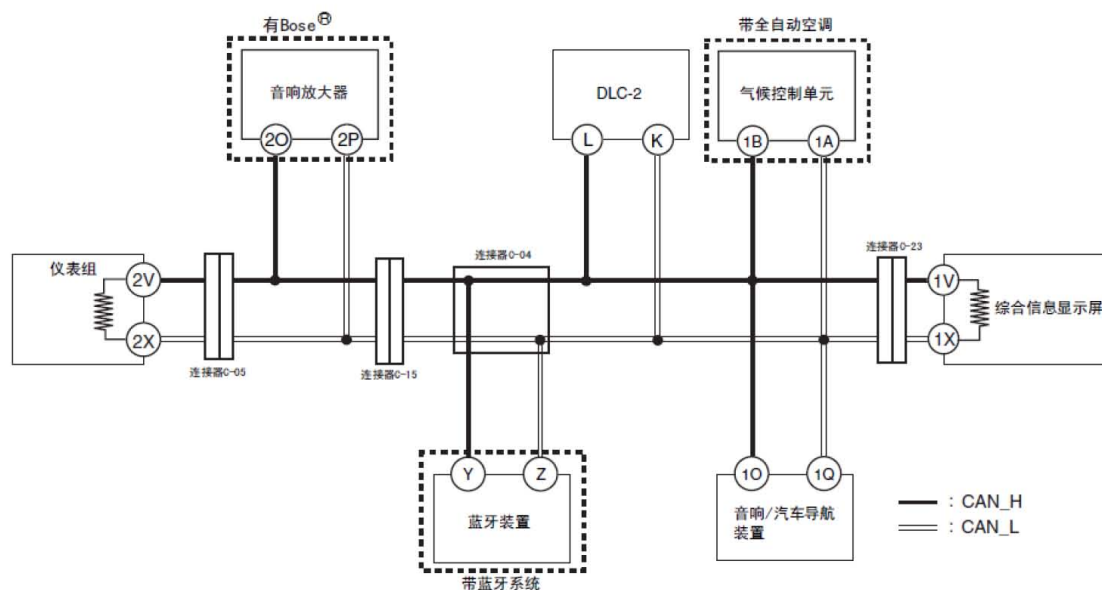 有Bose®
带全自动空调
音响放大器
DLC-2
气候控制单元
2O
2P
L
K
1B
1A
连接器C-04
连接器C-23
仪表组
2V
1V
综合信息显示屏
2X
1X
连接器C-05
连接器C-15
Y
Z
1O
1Q
蓝牙装置
音响/汽车导航
装置
: CAN_H
: CAN_L
带蓝牙系统